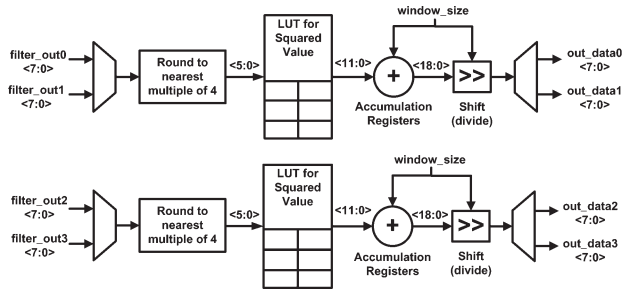 window_size
LUT for
Squared
Value
filter_out0
<7:0>
filter_out1
<7:0>
Round to
nearest
multiple of 4
<5:0>
<11:0>
+
<18:0>
>>
Accumulation
Registers
Shift
(divide)
out_data0
<7:0>
out_data1
<7:0>
window_size
LUT for
Squared
Value
filter_out2
<7:0>
filter_out3
<7:0>
Round to
nearest
multiple of 4
<5:0>
<11:0>
+
<18:0>
>>
Accumulation
Registers
Shift
(divide)
out_data2
<7:0>
out_data3
<7:0>